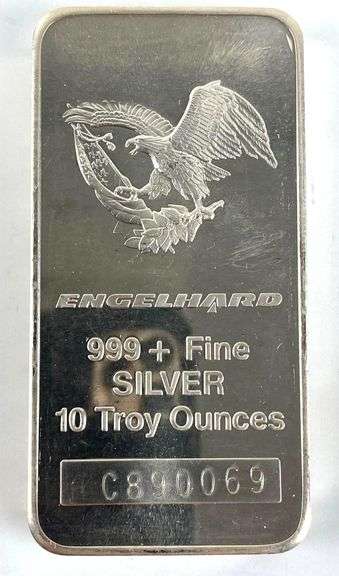 ENGELHARD
999 + Fine
SILVER
10 Troy Ounces
C890069